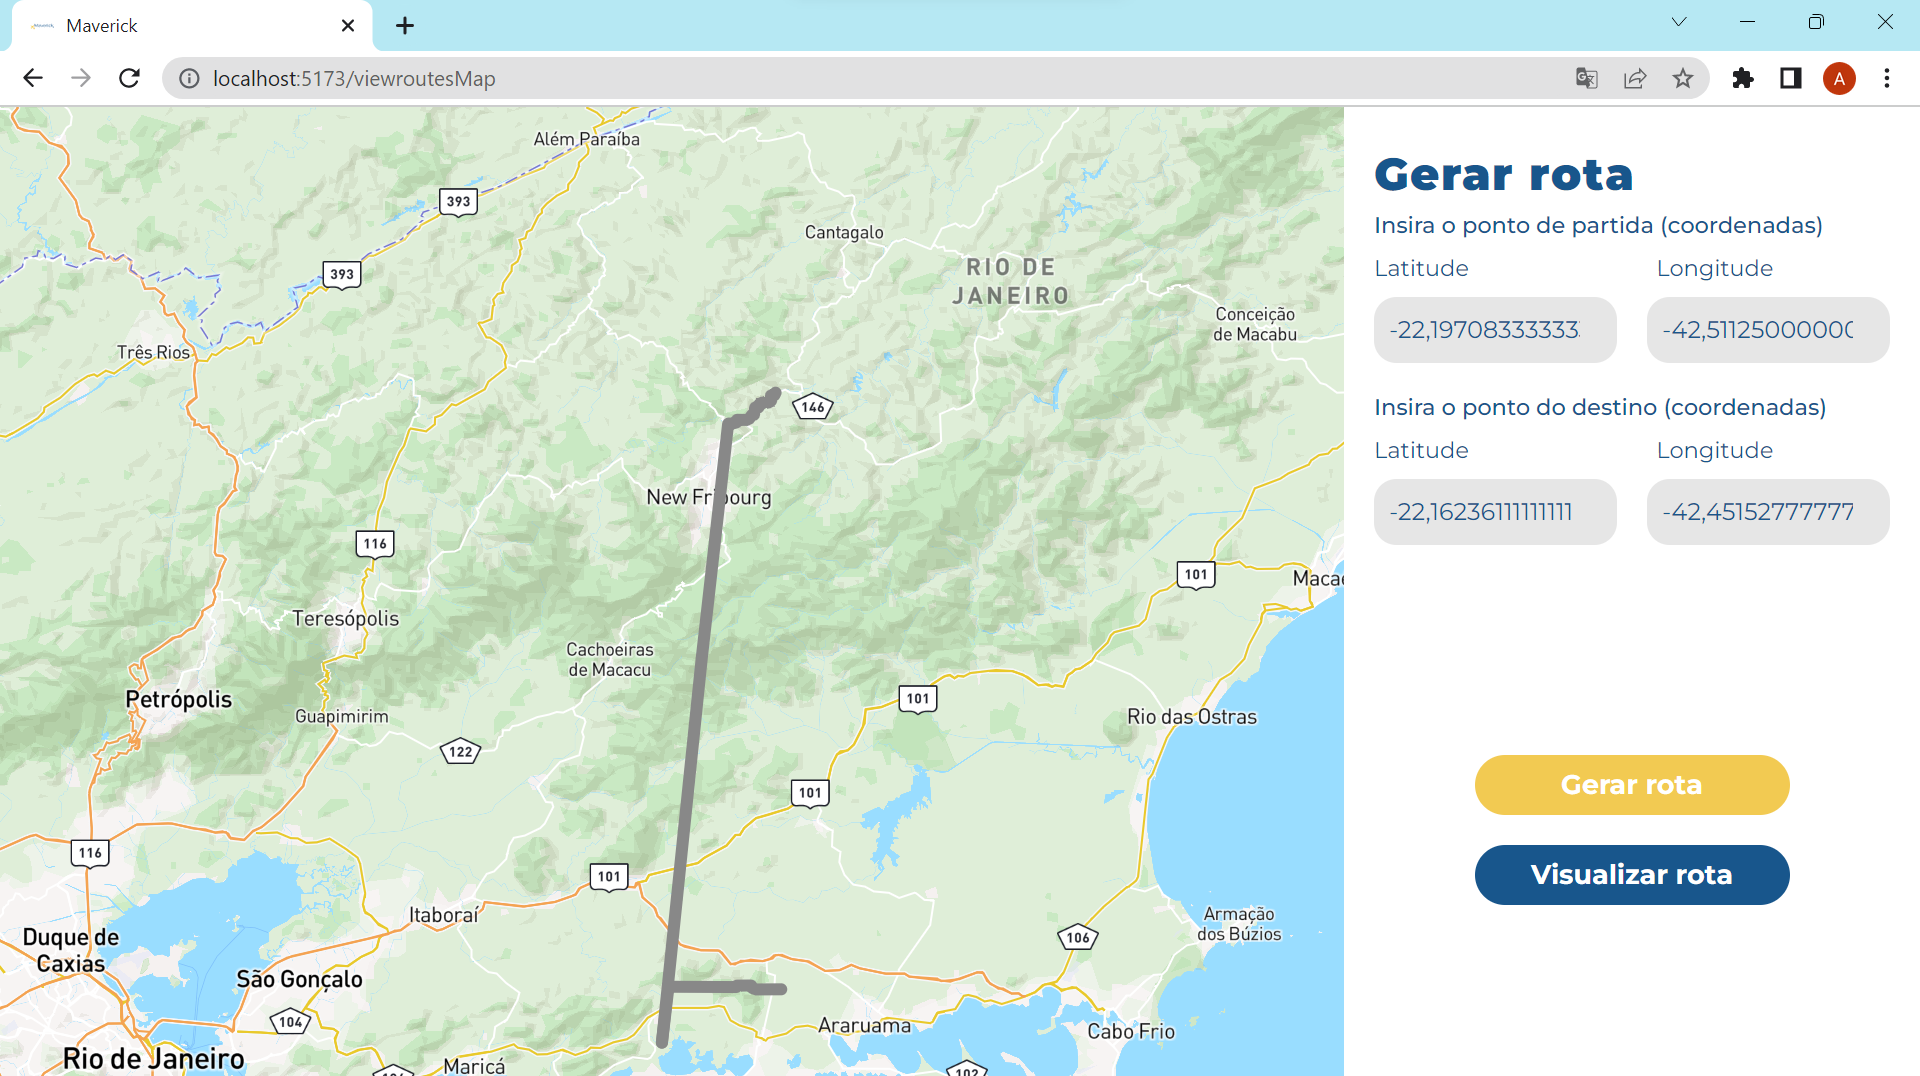 Maverick
localhost:5173/viewroutesMap
A
Além Paraíba
393
Cantagalo
393
RIO DE
JANEIRO
Conceição
de Macabu
Três Rios
146
New Fribourg
116
101
Macaé
Teresópolis
Cachoeiras
de Macacu
Petrópolis
101
Guapimirim
Rio das Ostras
122
101
116
101
Itaboraí
Armação
dos Búzios
Duque de
Caxias
106
São Gonçalo
104
Araruama
Cabo Frio
Rio de Janeiro
Maricá
102
Gerar rota
Insira o ponto de partida (coordenadas)
Latitude Longitude
-22,19708333333 -42,5112500000
Insira o ponto do destino (coordenadas)
Latitude Longitude
-22,16236111111111 -42,45152777777
Gerar rota
Visualizar rota